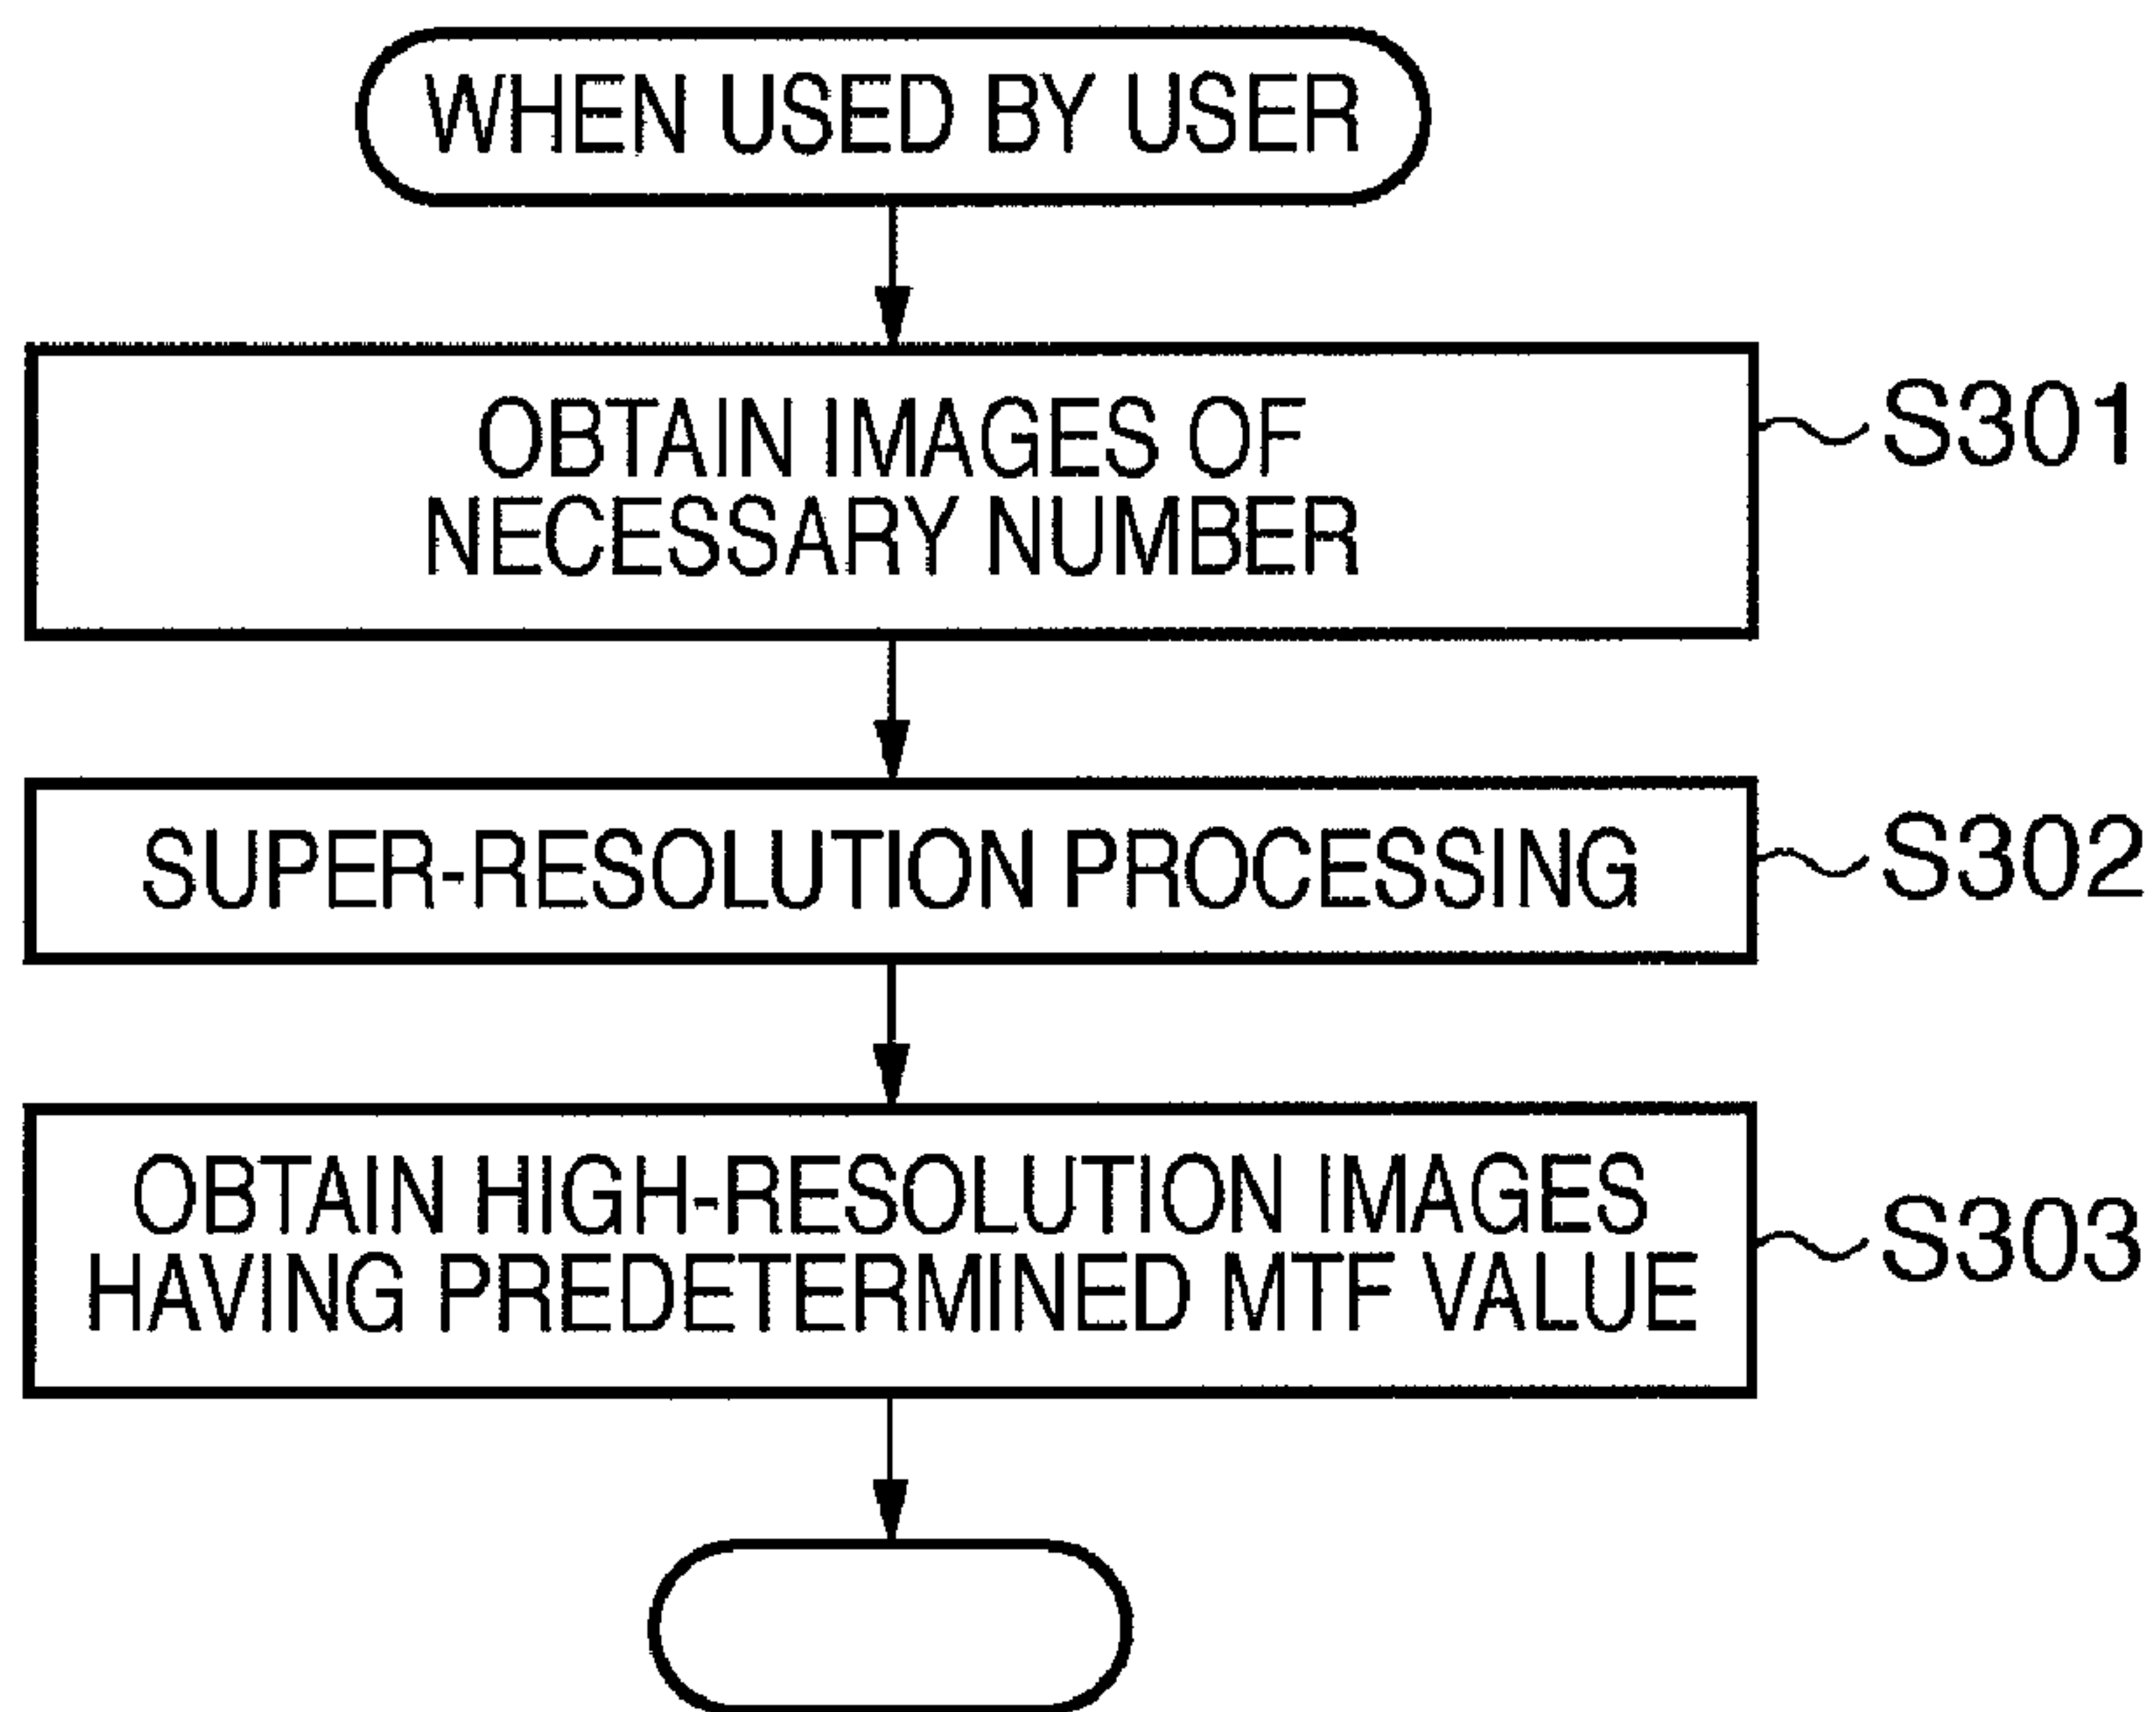 WHEN USED BY USER
OBTAIN IMAGES OF
NECESSARY NUMBER
S301
SUPER-RESOLUTION PROCESSING
S302
OBTAIN HIGH-RESOLUTION IMAGES
HAVING PREDETERMINED MTF VALUE
S303